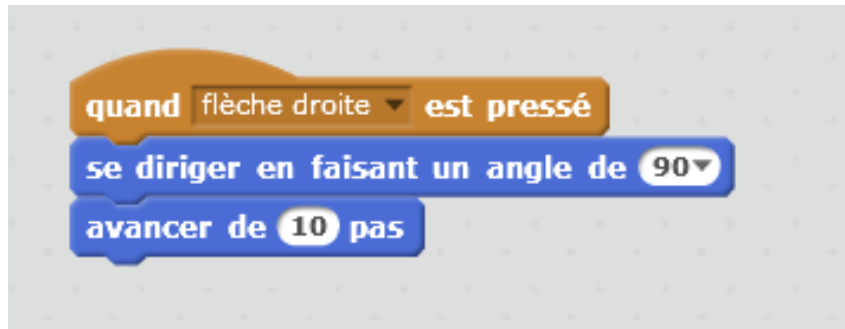 quand flèche droite est pressé
se diriger en faisant un angle de 90
avancer de 10 pas